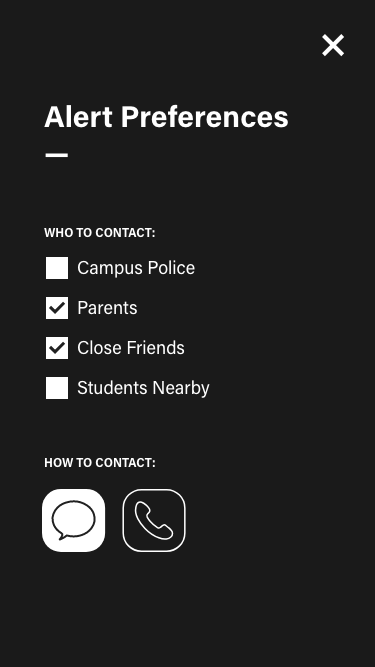 Alert Preferences
WHO TO CONTACT:
Campus Police
Parents
Close Friends
Students Nearby
HOW TO CONTACT: